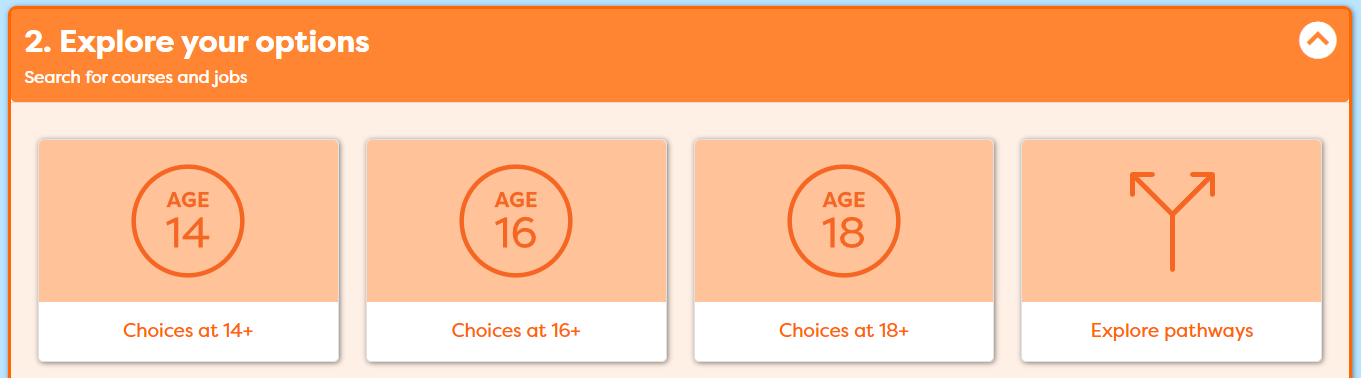 2. Explore your options
Search for courses and jobs
AGE
14
AGE
16
AGE
18
Choices at 14+
Choices at 16+
Choices at 18+
Explore pathways